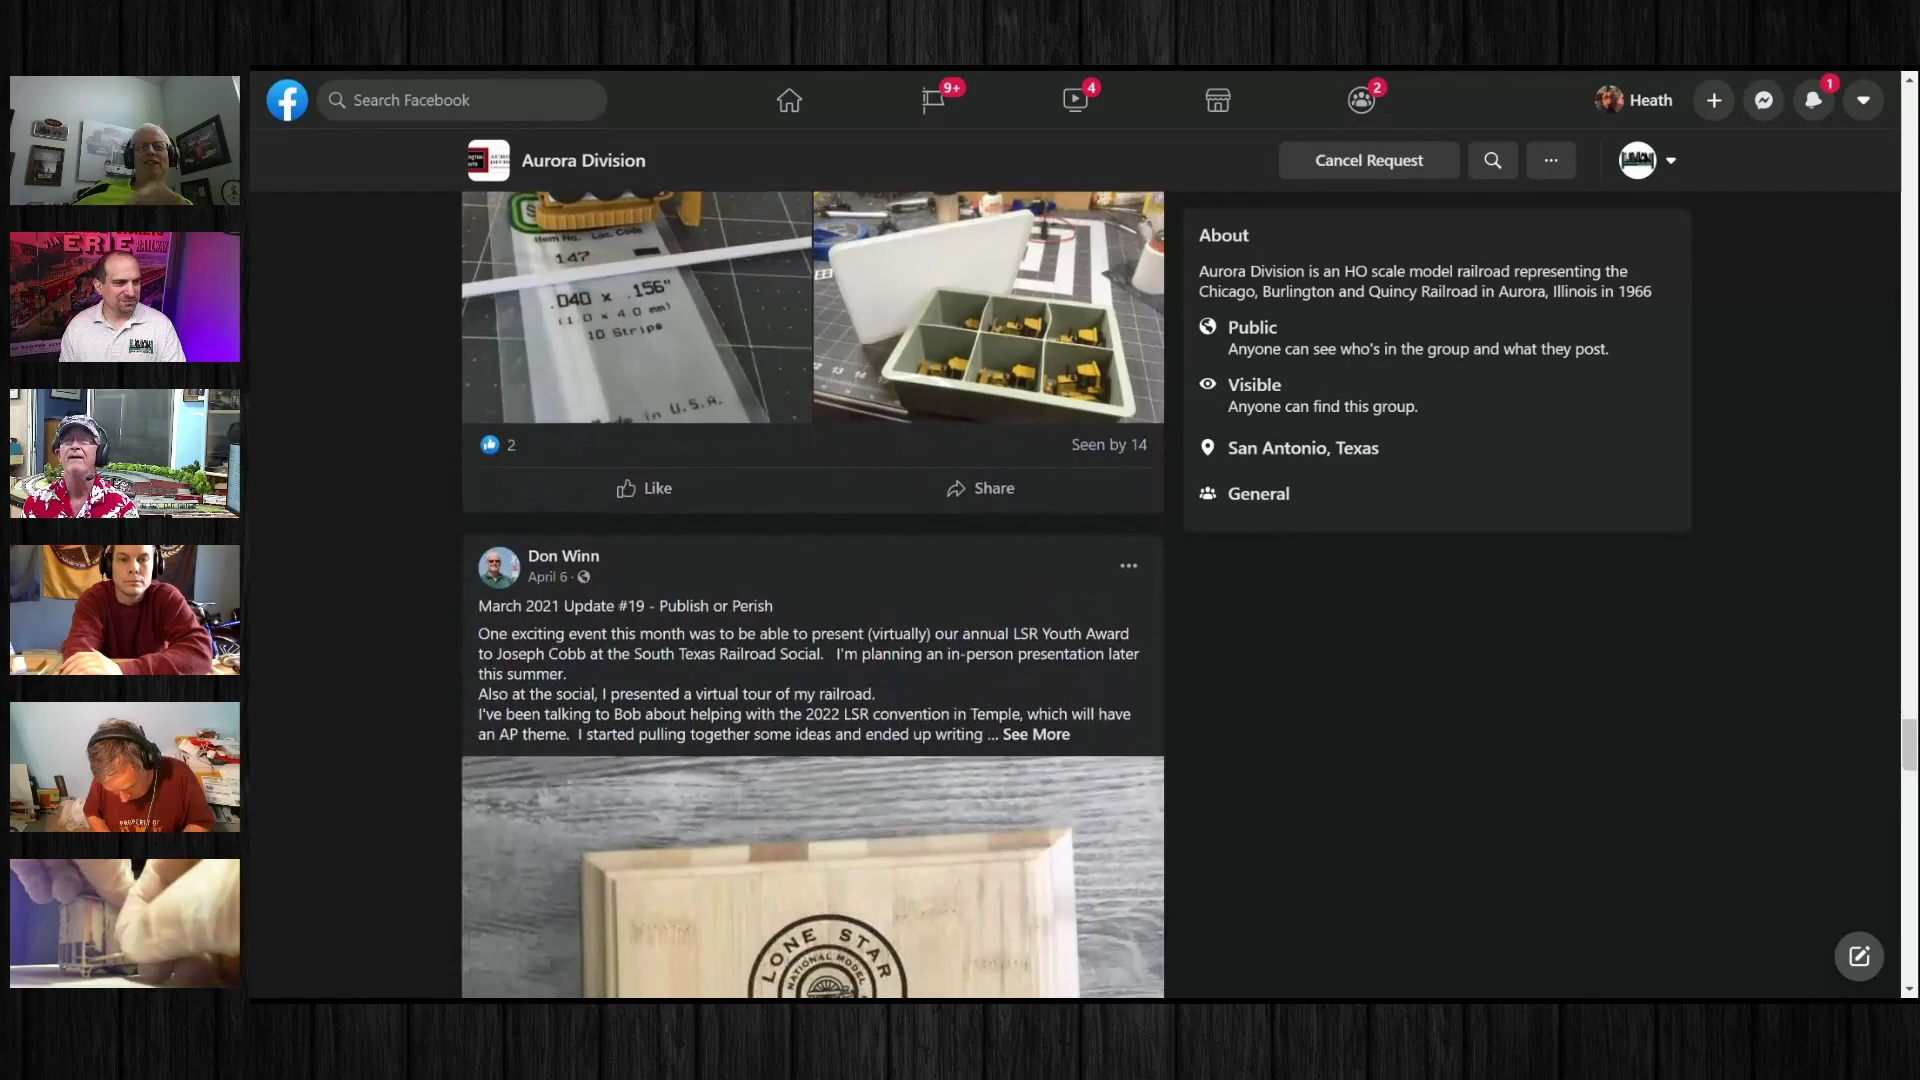 Search Facebook
9+
4
2
Heath
1
Aurora Division
Cancel Request
Item No. Loc. Code
147
.040 x .156"
(1.0 x 4.0 mm)
10 Strips
in U.S.A.
2
Seen by 14
Like
Share
About
Aurora Division is an HO scale model railroad representing the
Chicago, Burlington and Quincy Railroad in Aurora, Illinois in 1966
Public
Anyone can see who's in the group and what they post.
Visible
Anyone can find this group.
San Antonio, Texas
General
Don Winn
April 6 ·
March 2021 Update #19 - Publish or Perish
One exciting event this month was to be able to present (virtually) our annual LSR Youth Award
to Joseph Cobb at the South Texas Railroad Social. I'm planning an in-person presentation later
this summer.
Also at the social, I presented a virtual tour of my railroad.
I've been talking to Bob about helping with the 2022 LSR convention in Temple, which will have
an AP theme. I started pulling together some ideas and ended up writing ... See More
LONE STAR
NATIONAL MODEL
ERIE
RAILWAY
PROPERTY OF